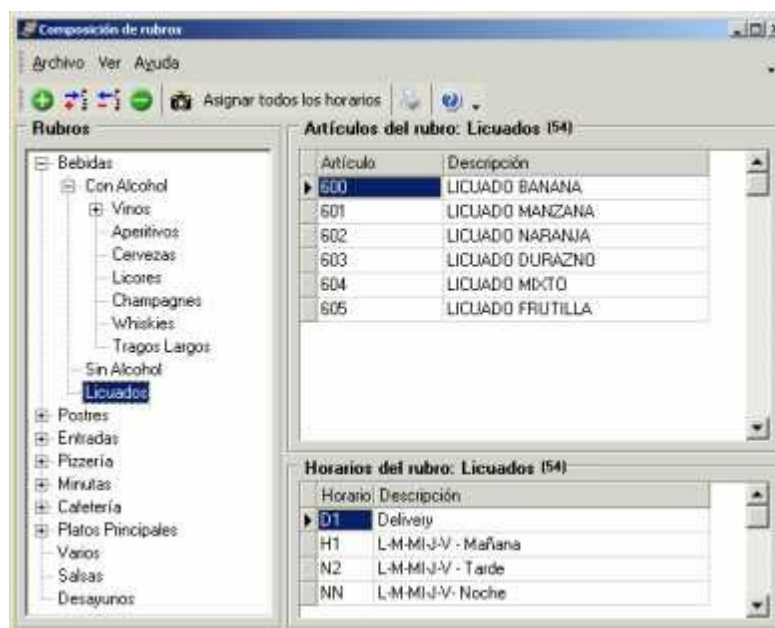 Composición de rubros
Archivo Ver Ayuda
Asignar todos los horarios
Rubros
Bebidas
Con Alcohol
Vinos
Aperitivos
Cervezas
Licores
Champagnes
Whiskies
Tragos Largos
Sin Alcohol
Licuados
Postres
Entradas
Pizzería
Minutas
Cafetería
Platos Principales
Varios
Salsas
Desayunos
Artículos del rubro: Licuados (54)
Artículo Descripción
600 LICUADO BANANA
601 LICUADO MANZANA
602 LICUADO NARANJA
603 LICUADO DURAZNO
604 LICUADO MIXTO
605 LICUADO FRUTILLA
Horarios del rubro: Licuados (54)
Horario Descripción
D1 Delivery
H1 L-M-MI-J-V - Mañana
N2 L-M-MI-J-V - Tarde
NN L-M-MI-J-V- Noche